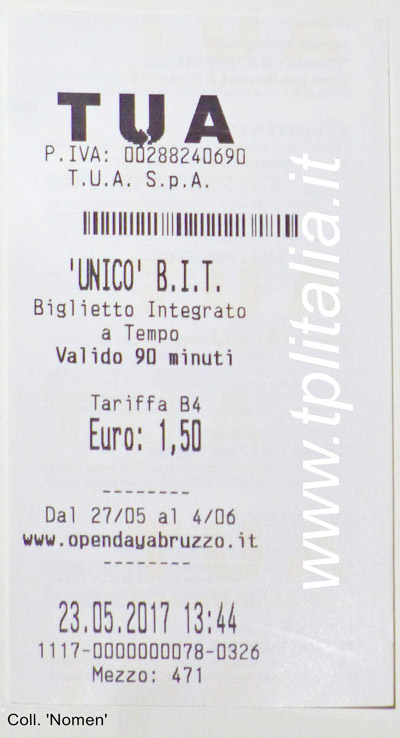 TUA
P.IVA: 00288240690
T.U.A. S.p.A.
'UNICO' B.I.T.
Biglietto Integrato
a Tempo
Valido 90 minuti
Tariffa B4
Euro: 1,50
--------
Dal 27/05 al 4/06
www.opendayabruzzo.it
--------
23.05.2017 13:44
1117-0000000078-0326
Mezzo: 471
www.tplitalia.it
Coll. 'Nomen'